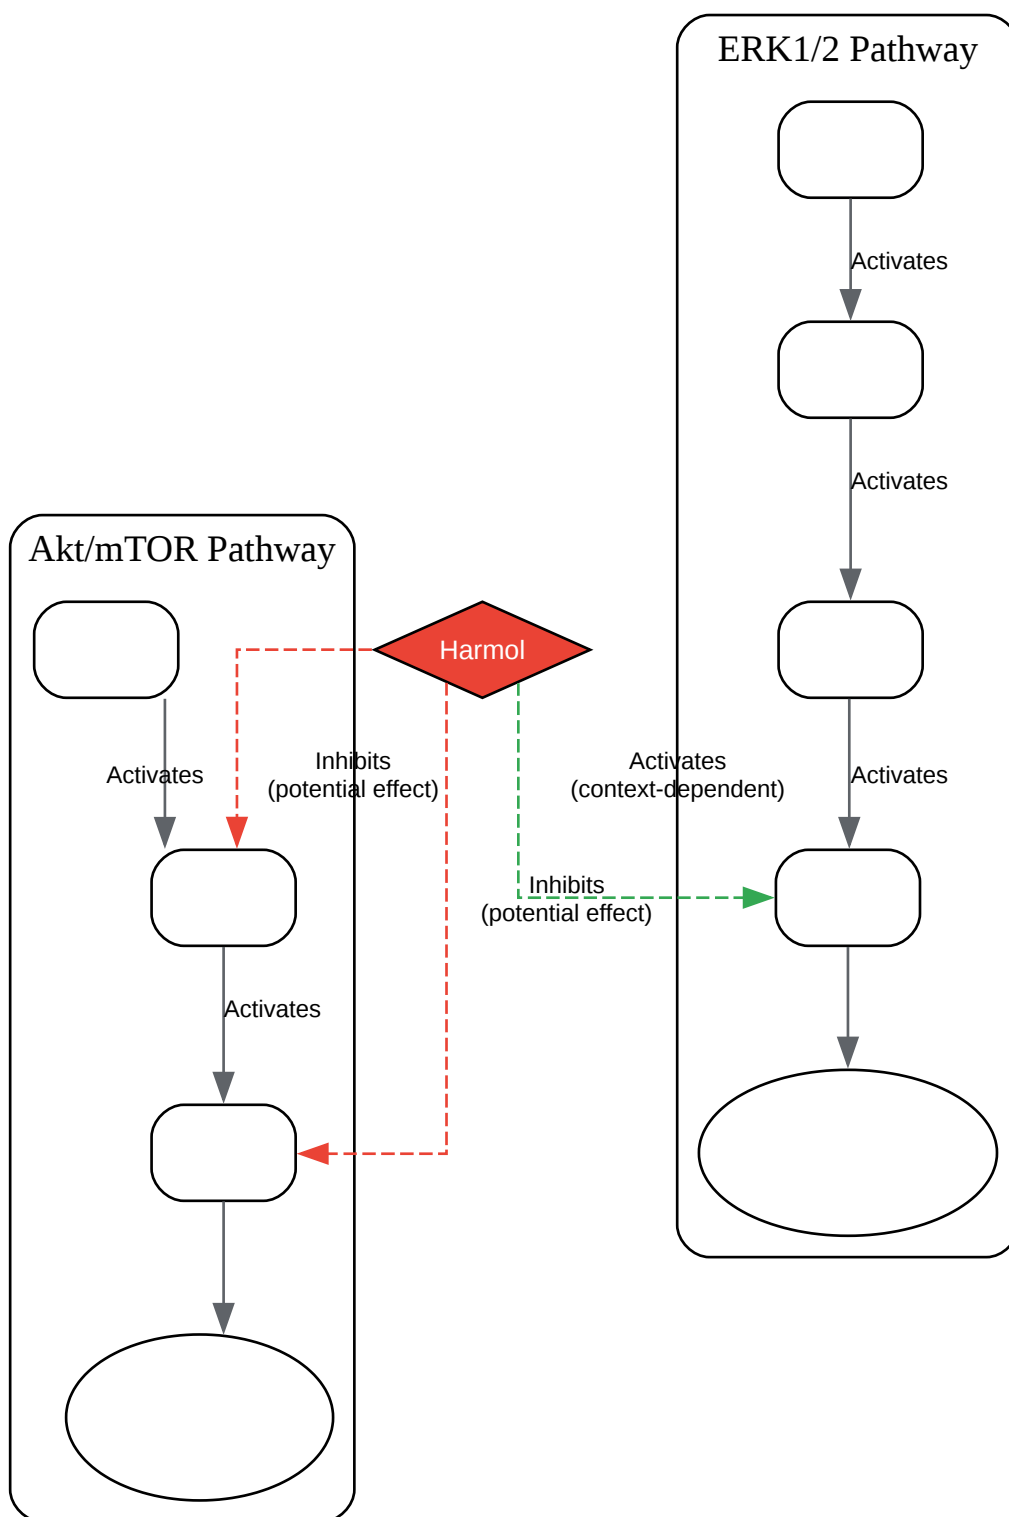 ERK1/2 Pathway
Activates
Activates
Akt/mTOR Pathway
Harmol
Activates
Inhibits
(potential effect)
Activates
(context-dependent)
Activates
Inhibits
(potential effect)
Activates